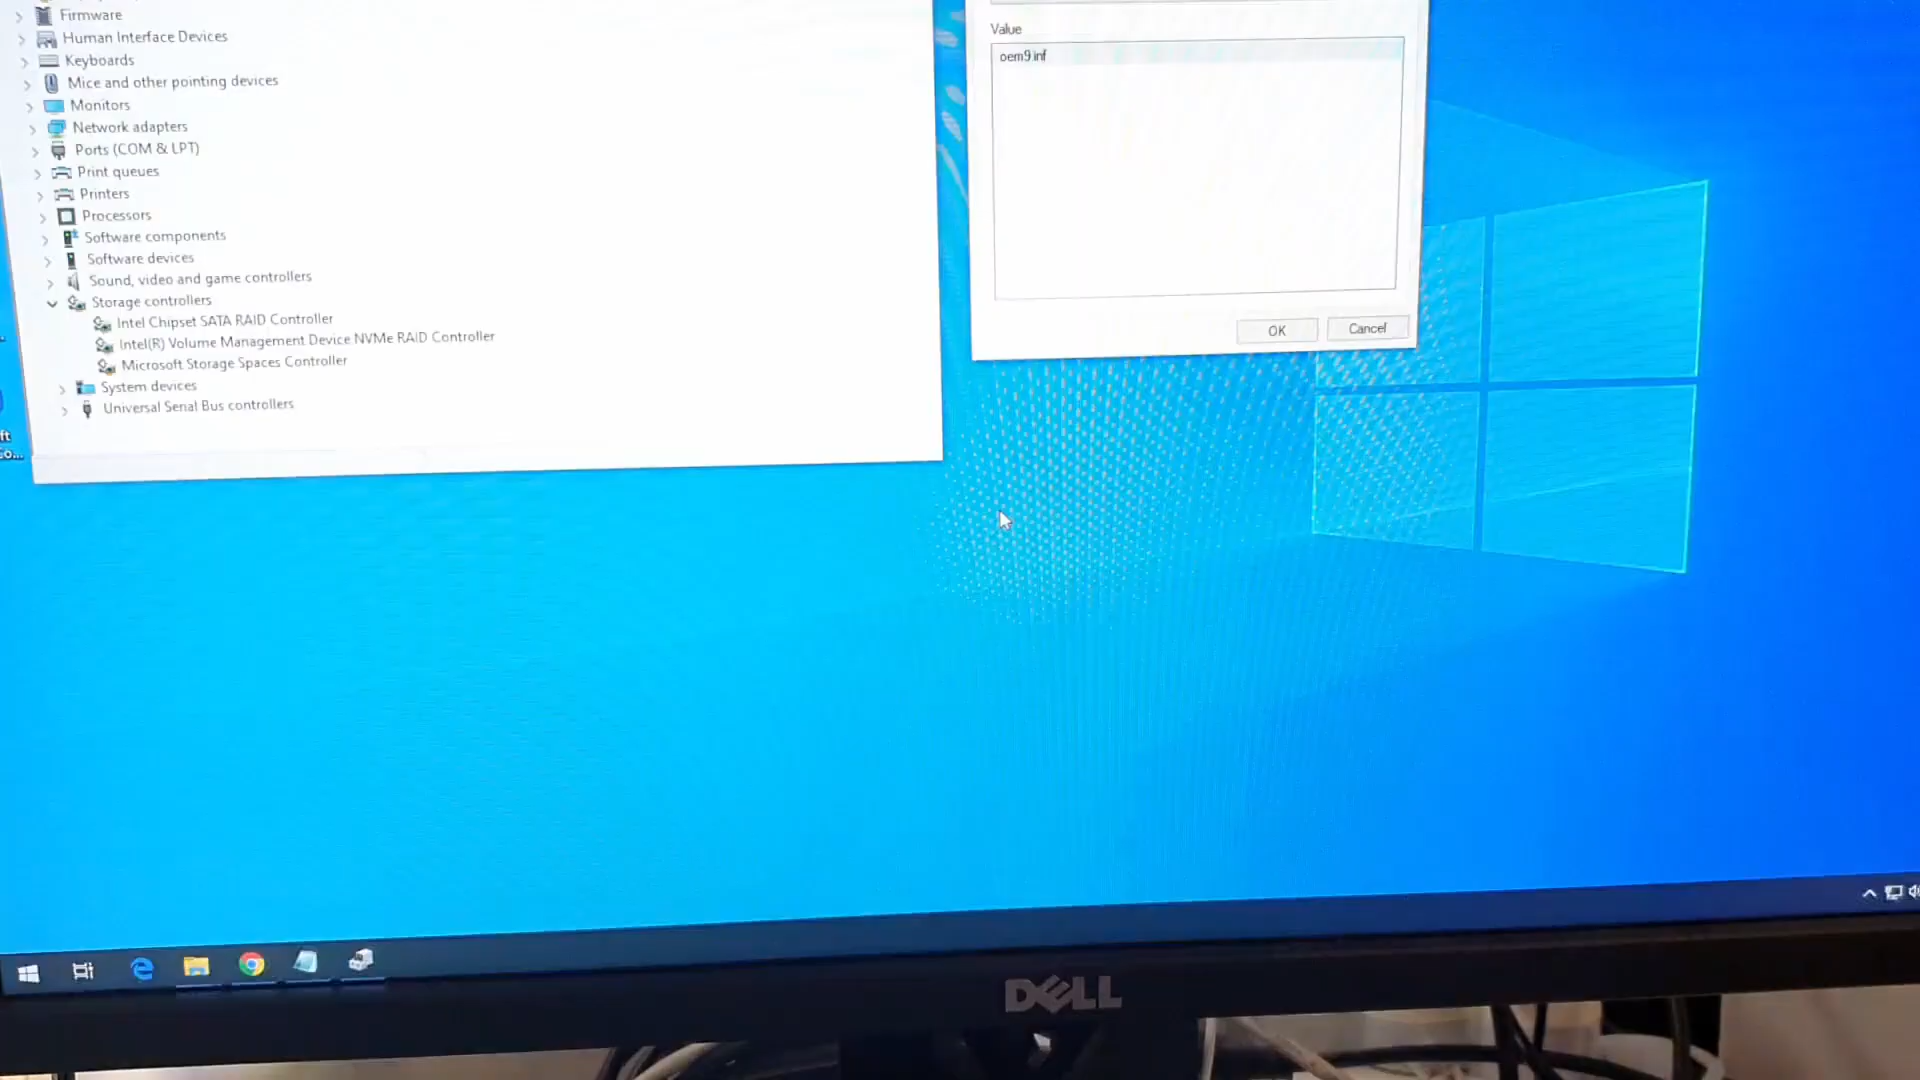 Firmware
Human Interface Devices
Keyboards
Mice and other pointing devices
Monitors
Network adapters
Ports (COM & LPT)
Print queues
Printers
Processors
Software components
Software devices
Sound, video and game controllers
Storage controllers
Intel Chipset SATA RAID Controller
Intel(R) Volume Management Device NVMe RAID Controller
Microsoft Storage Spaces Controller
System devices
Universal Serial Bus controllers
Value
oem9.inf
OK
Cancel
DELL